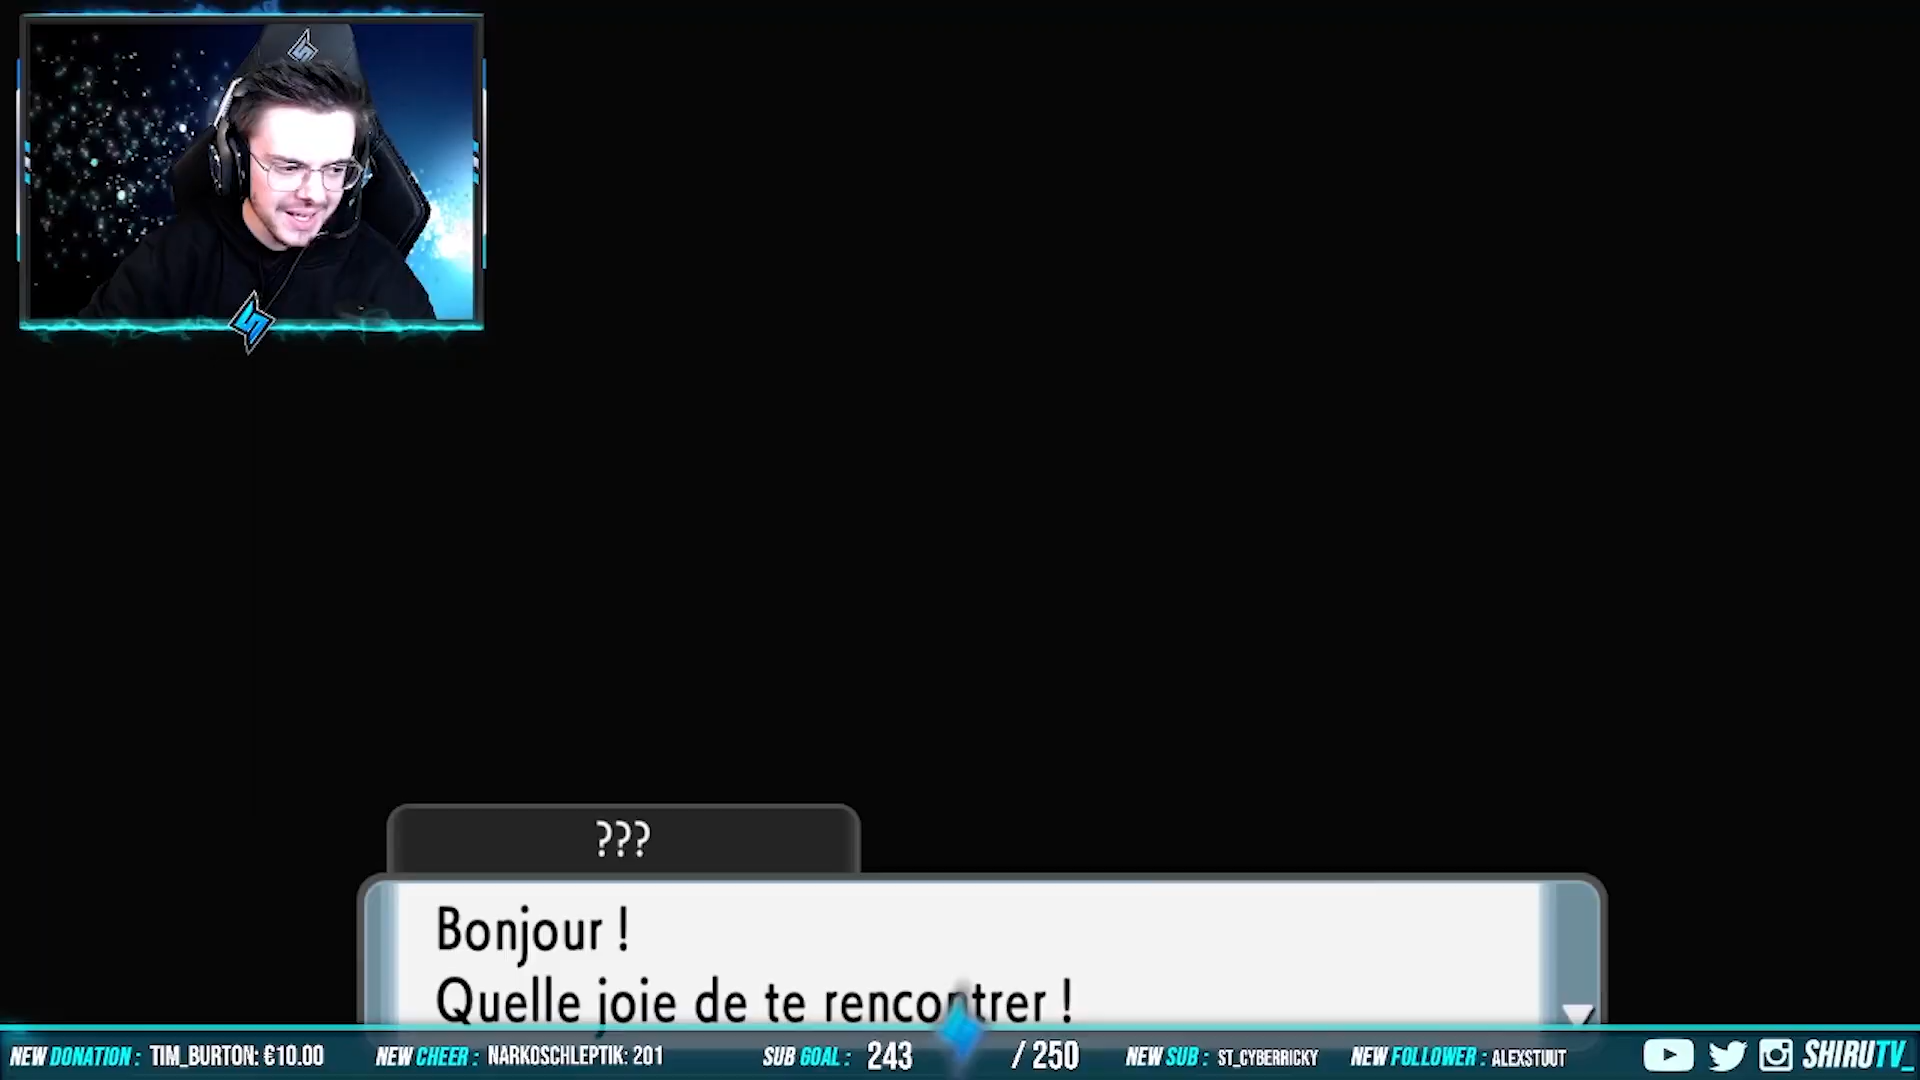 ???
Bonjour !
Quelle joie de te rencontrer !
NEW DONATION : TIM_BURTON: €10.00 NEW CHEER : NARKOSCHLEPTIK: 201 SUB GOAL : 243 / 250 NEW SUB : ST_CYBERRICKY NEW FOLLOWER : ALEXSTUUT SHIRUTV_